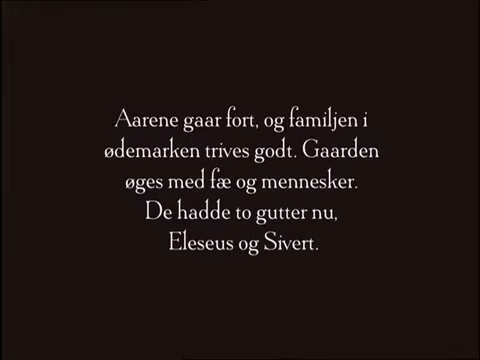 Aarene gaar fort, og familjen i
ødemarken trives godt. Gaarden
øges med fæ og mennesker.
De hadde to gutter nu,
Eleseus og Sivert.